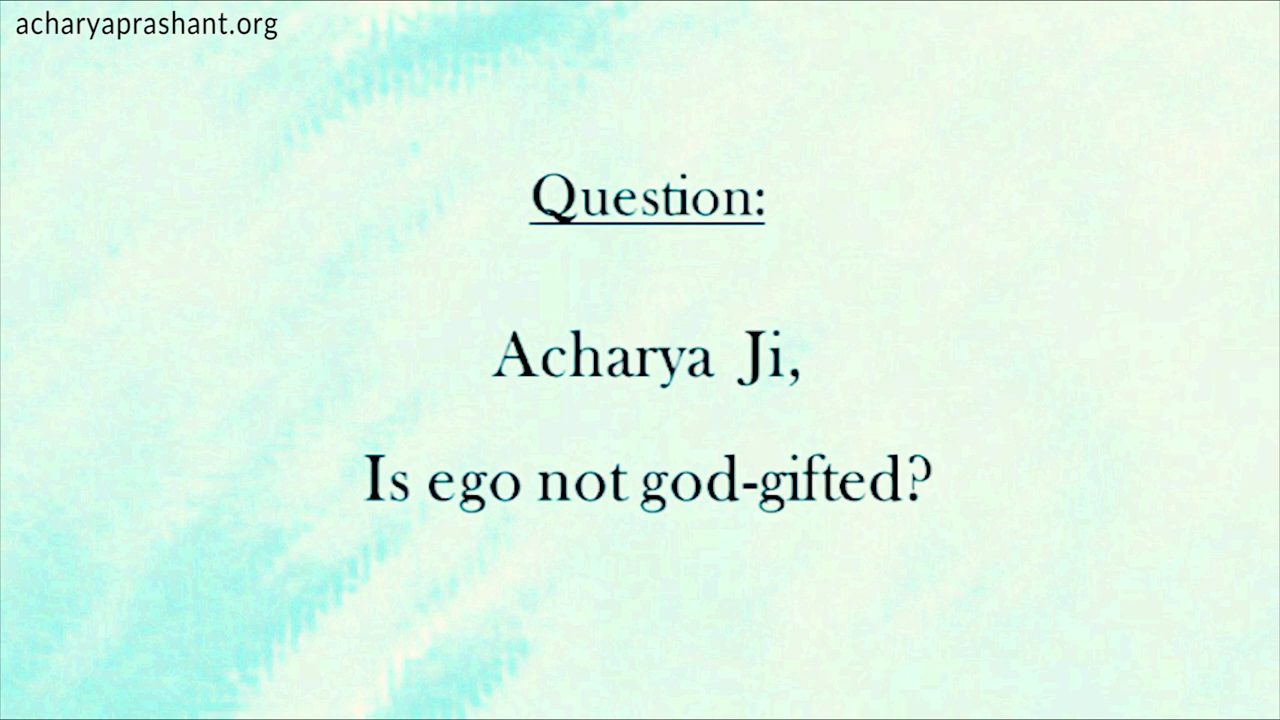 acharyaprashant.org
Question:
Acharya Ji,
Is ego not god-gifted?